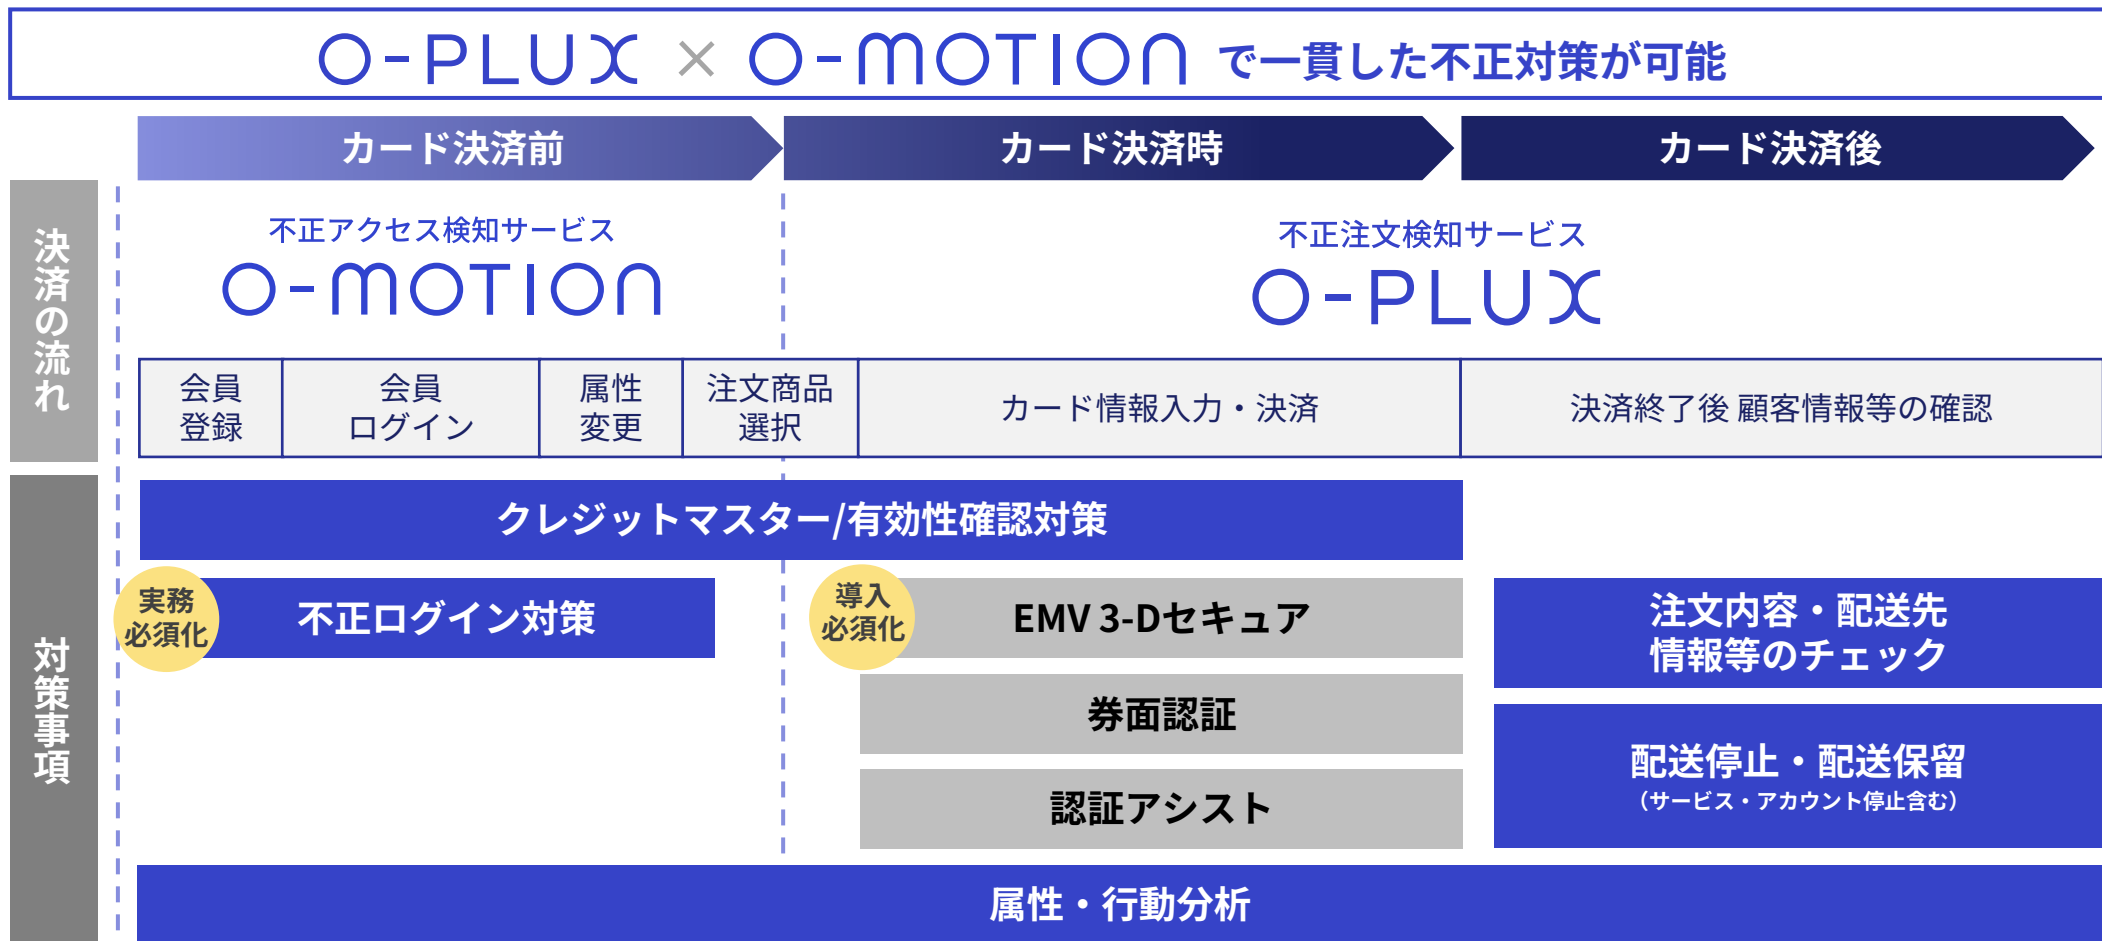 O-PLUX × O-MOTION で一貫した不正対策が可能
カード決済前
カード決済時
カード決済後
決済の流れ
不正アクセス検知サービス
O-MOTION
不正注文検知サービス
O-PLUX
会員
登録
会員
ログイン
属性
変更
注文商品
選択
カード情報入力・決済
決済終了後 顧客情報等の確認
対策事項
クレジットマスター/有効性確認対策
実務
必須化
不正ログイン対策
導入
必須化
EMV 3-Dセキュア
券面認証
認証アシスト
注文内容・配送先
情報等のチェック
配送停止・配送保留
（サービス・アカウント停止含む）
属性・行動分析